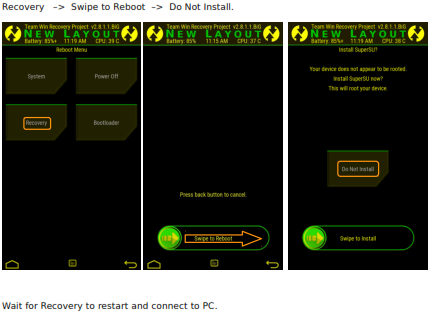 Recovery –> Swipe to Reboot –> Do Not Install.
Team Win Recovery Project v2.8.1.1.BiG
NEW LAYOUT
Battery: 85%+ 11:19 AM CPU: 39 C
Reboot Menu
System
Power Off
Recovery
Bootloader
Team Win Recovery Project v2.8.1.1.BiG
NEW LAYOUT
Battery: 85% 11:15 AM CPU: 37 C
Press back button to cancel.
Swipe to Reboot
Team Win Recovery Project v2.8.1.1.BiG
NEW LAYOUT
Battery: 85% 11:19 AM CPU: 38 C
Install SuperSU?
Your device does not appear to be rooted.
Install SuperSU now?
This will root your device.
Do Not Install
Swipe to Install
Wait for Recovery to restart and connect to PC.